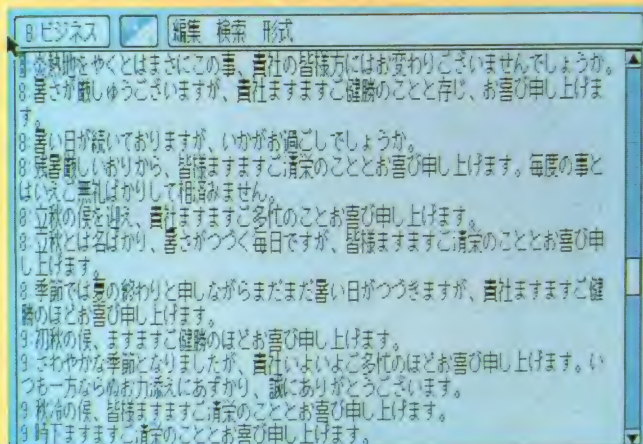 8 ビジネス 編集 検索 形式
8 炎熱地をやくとはまさにこの事、貴社の皆様方にはお変わりございませんでしょうか。
8 暑さが厳しゅうございますが、貴社ますますご健勝のことと存じ、お喜び申し上げま
す。
8 暑い日が続いておりますが、いかがお過ごしでしょうか。
8 残暑厳しいおりから、皆様ますますご清栄のこととお喜び申し上げます。毎度の事と
はいえご無礼ばかりして相済みません。
8 立秋の候を迎え、貴社ますますご多忙のことお喜び申し上げます。
8 立秋とは名ばかり、暑さがつづく毎日ですが、皆様ますますご清栄のこととお喜び申
し上げます。
8 季節では夏の終わりと申しながらまだまだ暑い日がつづきますが、貴社ますますご健
勝のほどお喜び申し上げます。
9 初秋の候、ますますご健勝のほどお喜び申し上げます。
9 さわやかな季節となりましたが、貴社いよいよご多忙のほどお喜び申し上げます。い
つも一方ならぬお力添えにあずかり、誠にありがとうございます。
9 秋冷の候、皆様ますますご清栄のこととお喜び申し上げます。
9 時下ますますご清栄のこととお喜び申し上げます。